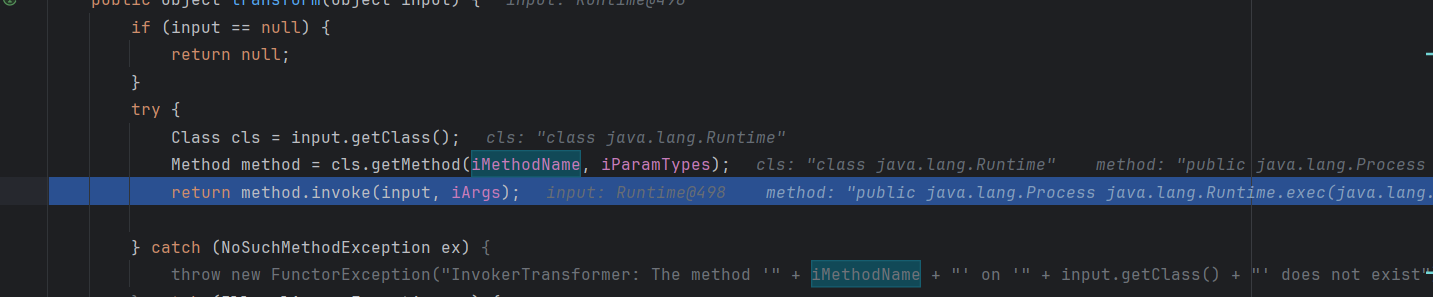 public Object transform(Object input) {   input: Runtime@498
if (input == null) {
return null;
}
try {
Class cls = input.getClass();   cls: "class java.lang.Runtime"
Method method = cls.getMethod(iMethodName, iParamTypes);   cls: "class java.lang.Runtime"    method: "public java.lang.Process
return method.invoke(input, iArgs);   input: Runtime@498    method: "public java.lang.Process java.lang.Runtime.exec(java.lang.
} catch (NoSuchMethodException ex) {
throw new FunctorException("InvokerTransformer: The method '" + iMethodName + "' on '" + input.getClass() + "' does not exist"